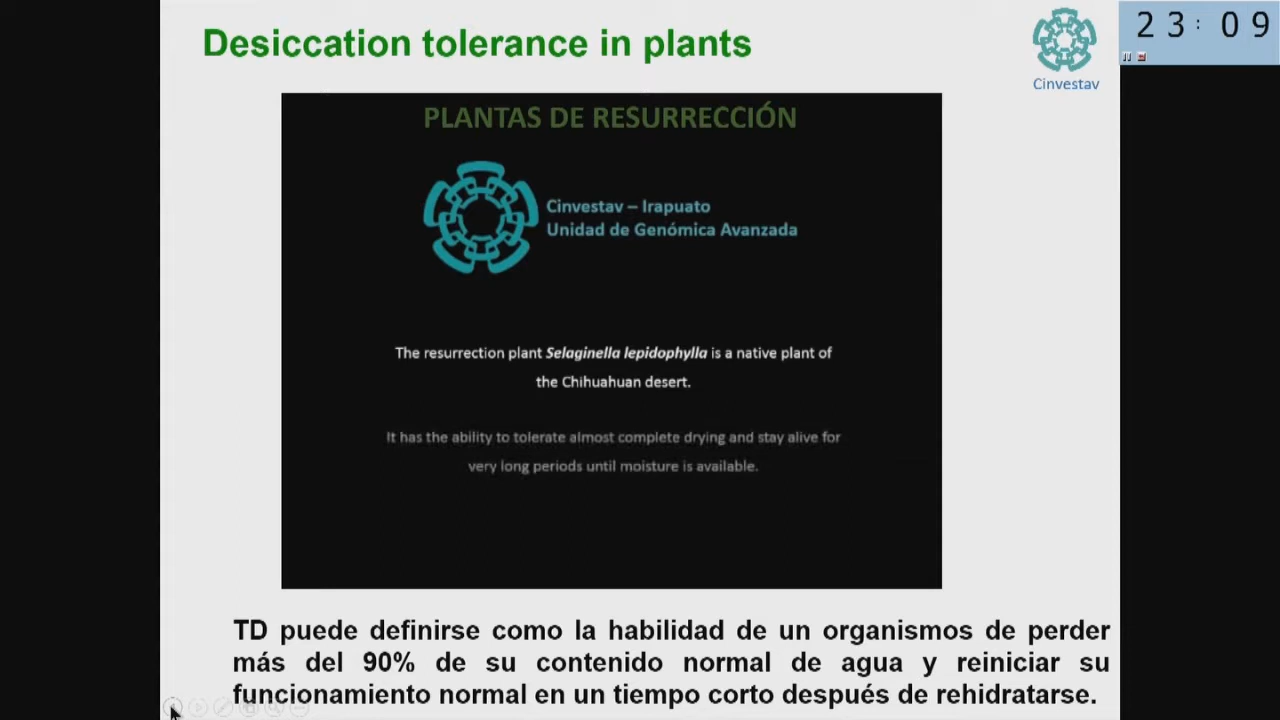 Desiccation tolerance in plants
Cinvestav
23:09
PLANTAS DE RESURRECCIÓN
Cinvestav – Irapuato
Unidad de Genómica Avanzada
The resurrection plant Selaginella lepidophylla is a native plant of
the Chihuahuan desert.
It has the ability to tolerate almost complete drying and stay alive for
very long periods until moisture is available.
TD puede definirse como la habilidad de un organismos de perder
más del 90% de su contenido normal de agua y reiniciar su
funcionamiento normal en un tiempo corto después de rehidratarse.